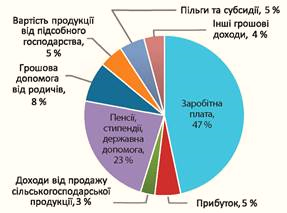 Вартість продукції
від підсобного
господарства,
5 %
Пільги та субсидії, 5 %
Інші грошові
доходи, 4 %
Грошова
допомога
від родичів,
8 %
Заробітна
плата,
47 %
Пенсії,
стипендії,
державна
допомога,
23 %
Доходи від продажу
сільськогосподарської
продукції, 3 %
Прибуток, 5 %